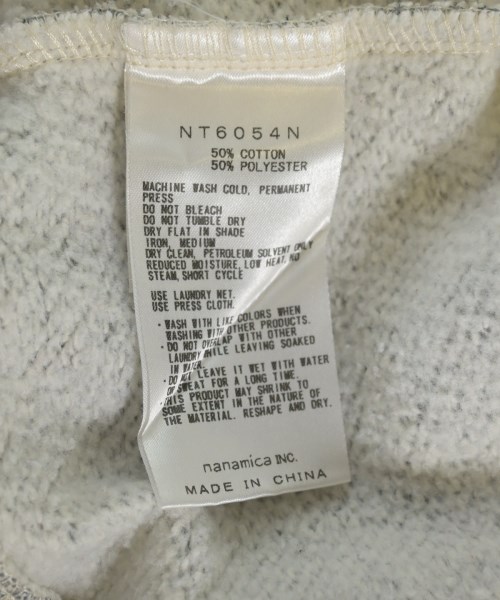 NT6054N
50% COTTON
50% POLYESTER
MACHINE WASH COLD, PERMANENT
PRESS
DO NOT BLEACH
DO NOT TUMBLE DRY
DRY FLAT IN SHADE
IRON, MEDIUM
DRY CLEAN, PETROLEUM SOLVENT ONLY
REDUCED MOISTURE, LOW HEAT, NO
STEAM, SHORT CYCLE
USE LAUNDRY NET.
USE PRESS CLOTH.
・WASH WITH LIKE COLORS WHEN
WASHING WITH OTHER PRODUCTS.
・DO NOT OVERLAP WITH OTHER
LAUNDRY WHILE LEAVING SOAKED
IN WATER.
・DO NOT LEAVE IT WET WITH WATER
OR SWEAT FOR A LONG TIME.
・THIS PRODUCT MAY SHRINK TO
SOME EXTENT IN THE NATURE OF
THE MATERIAL. RESHAPE AND DRY.
nanamica INC.
MADE IN CHINA